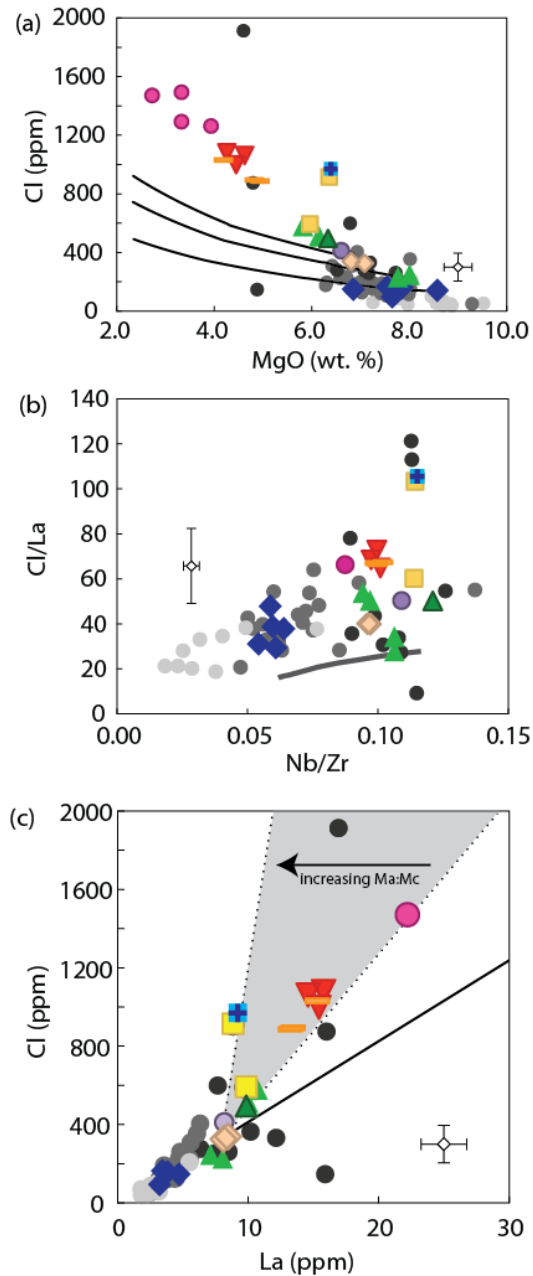 (a)
2000
1600
1200
800
400
0
Cl (ppm)
2.0 4.0 6.0 8.0 10.0
MgO (wt. %)
(b)
140
120
100
80
60
40
20
0
Cl/La
0.00 0.05 0.10 0.15
Nb/Zr
(c)
2000
1600
1200
800
400
0
Cl (ppm)
increasing Ma:Mc
0 10 20 30
La (ppm)